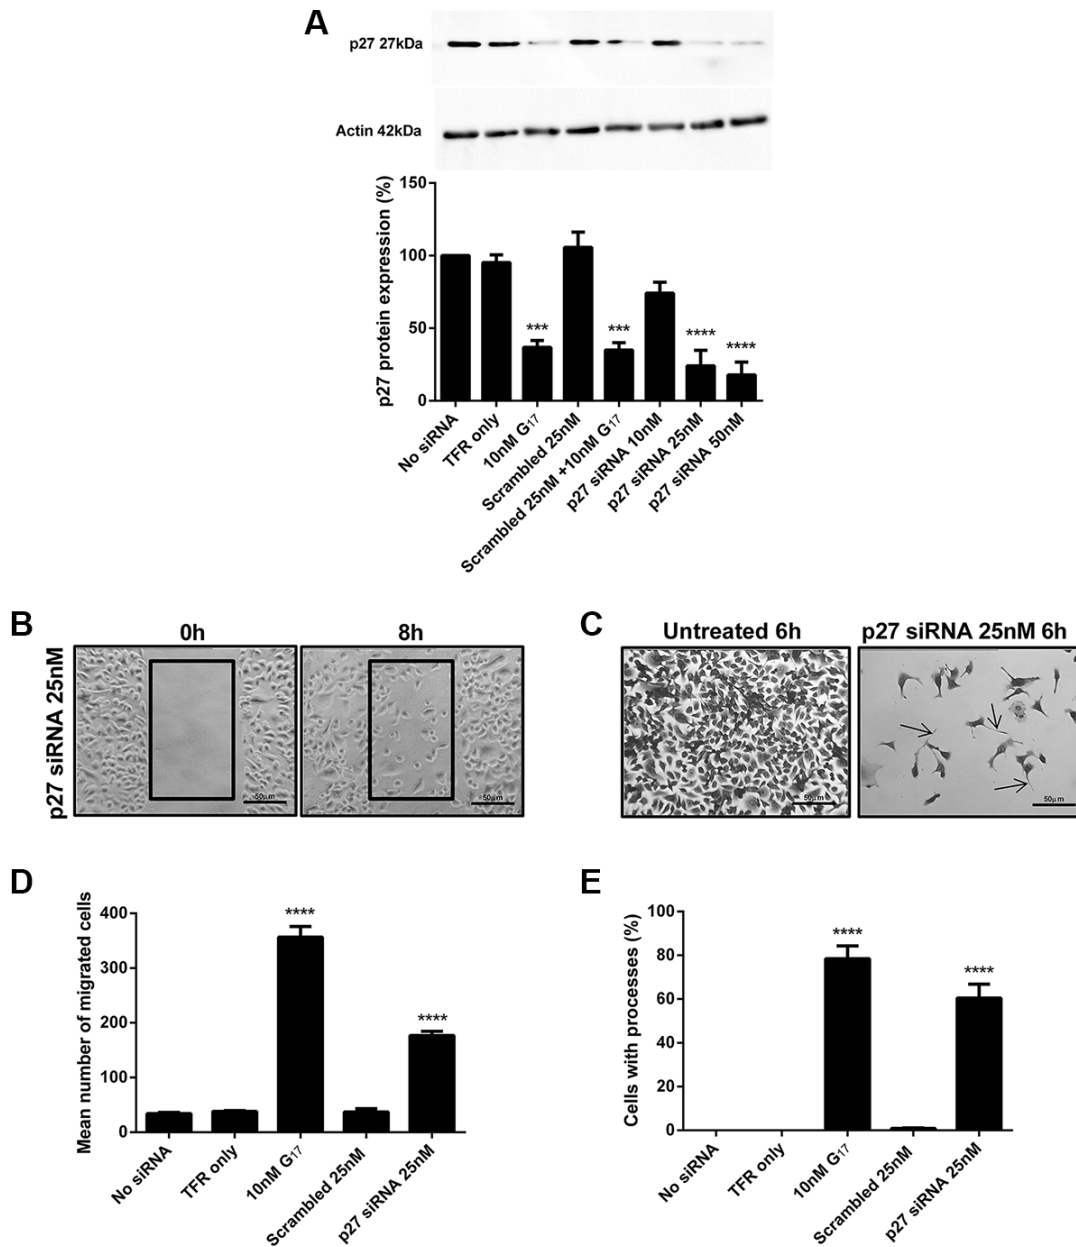 A
p27 27kDa
Actin 42kDa
p27 protein expression (%)
150
100
50
0
***
***
****
****
No siRNA
TFR only
10nM G17
Scrambled 25nM
Scrambled 25nM +10nM G17
p27 siRNA 10nM
p27 siRNA 25nM
p27 siRNA 50nM
B
0h
8h
p27 siRNA 25nM
50µm
50µm
C
Untreated 6h
p27 siRNA 25nM 6h
50µm
50µm
D
Mean number of migrated cells
400
300
200
100
0
****
****
No siRNA
TFR only
10nM G17
Scrambled 25nM
p27 siRNA 25nM
E
Cells with processes (%)
100
80
60
40
20
0
****
****
No siRNA
TFR only
10nM G17
Scrambled 25nM
p27 siRNA 25nM